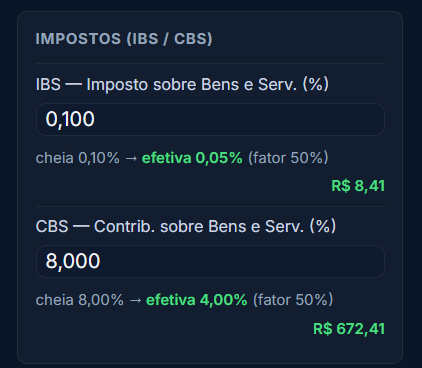 IMPOSTOS (IBS / CBS)
IBS — Imposto sobre Bens e Serv. (%)
0,100
cheia 0,10% → efetiva 0,05% (fator 50%)
R$ 8,41
CBS — Contrib. sobre Bens e Serv. (%)
8,000
cheia 8,00% → efetiva 4,00% (fator 50%)
R$ 672,41